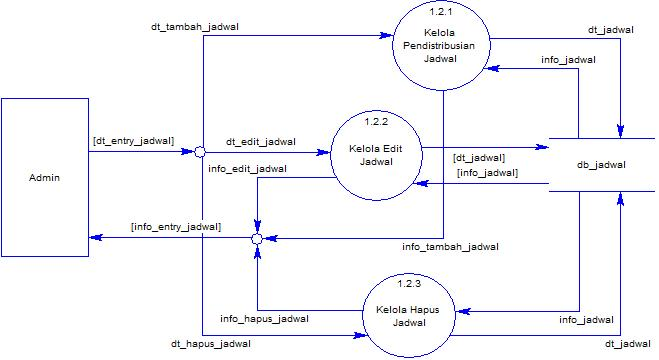 1.2.1
dt_tambah_jadwal
Kelola
Pendistribusian
Jadwal
dt_jadwal
info_jadwal
1.2.2
[dt_entry_jadwal]
dt_edit_jadwal
Kelola Edit
Jadwal
[dt_jadwal]
db_jadwal
info_edit_jadwal
[info_jadwal]
Admin
[info_entry_jadwal]
info_tambah_jadwal
1.2.3
Kelola Hapus
Jadwal
info_hapus_jadwal
info_jadwal
dt_hapus_jadwal
dt_jadwal